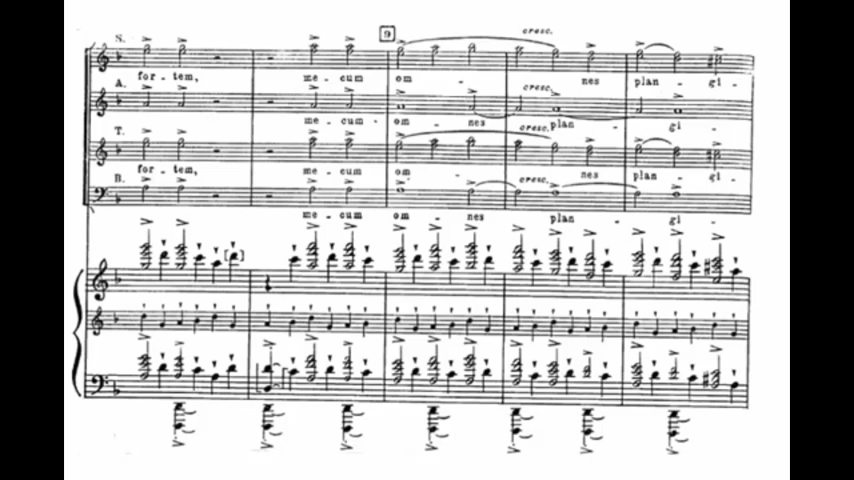 9
S. cresc.
for - tem, me - cum om - nes plan - gi -
A. cresc.
me - cum - om - nes plan - gi -
T. cresc.
for - tem, me - cum om - nes plan - gi -
B. cresc.
me - cum om - nes plan - gi -